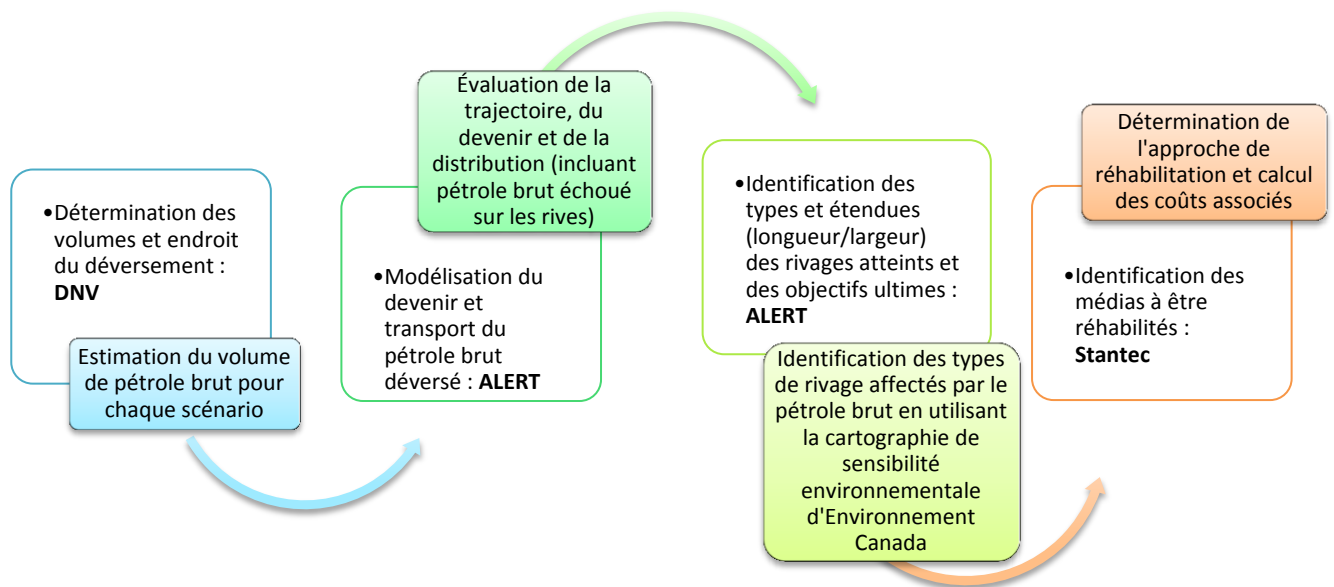 •Détermination des
volumes et endroit
du déversement :
DNV
Estimation du volume
de pétrole brut pour
chaque scénario
Évaluation de la
trajectoire, du
devenir et de la
distribution (incluant
pétrole brut échoué
sur les rives)
•Modélisation du
devenir et
transport du
pétrole brut
déversé : ALERT
•Identification des
types et étendues
(longueur/largeur)
des rivages atteints et
des objectifs ultimes :
ALERT
Identification des types
de rivage affectés par le
pétrole brut en utilisant
la cartographie de
sensibilité
environnementale
d'Environnement
Canada
Détermination de
l'approche de
réhabilitation et calcul
des coûts associés
•Identification des
médias à être
réhabilités :
Stantec